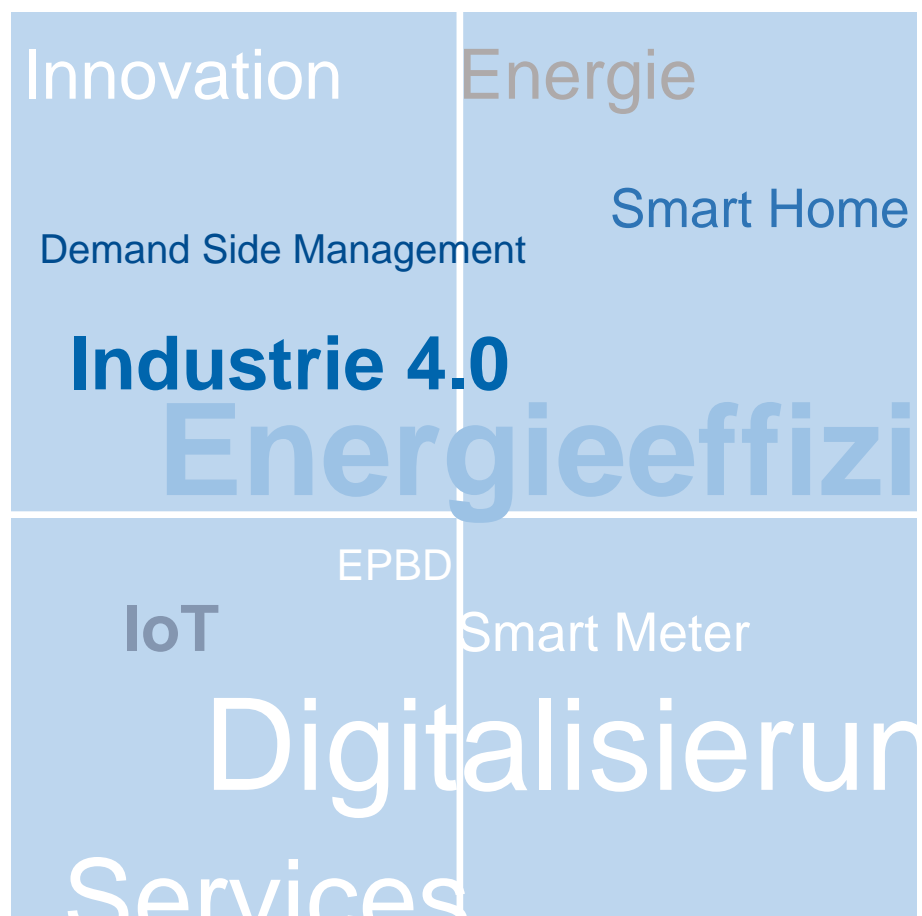 Innovation Energie
Smart Home
Demand Side Management
Industrie 4.0
Energieeffizi
EPBD
IoT Smart Meter
Digitalisierun
Services